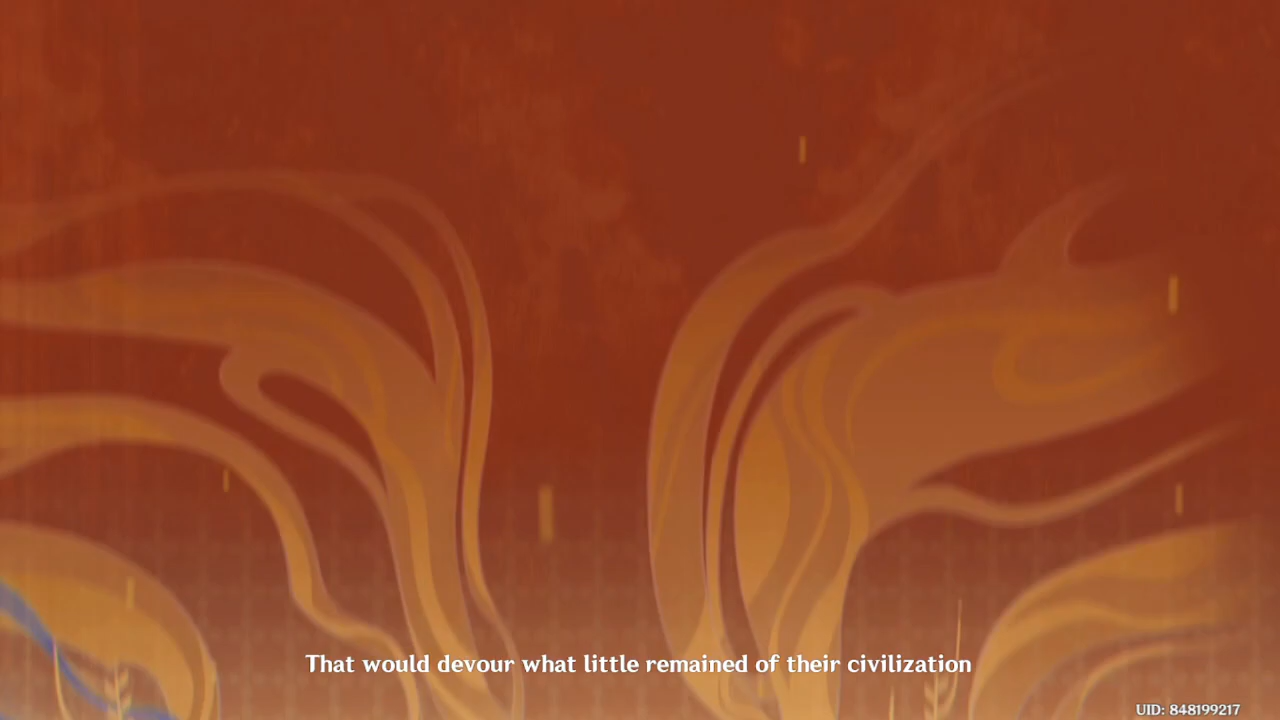 That would devour what little remained of their civilization
UID: 848199217